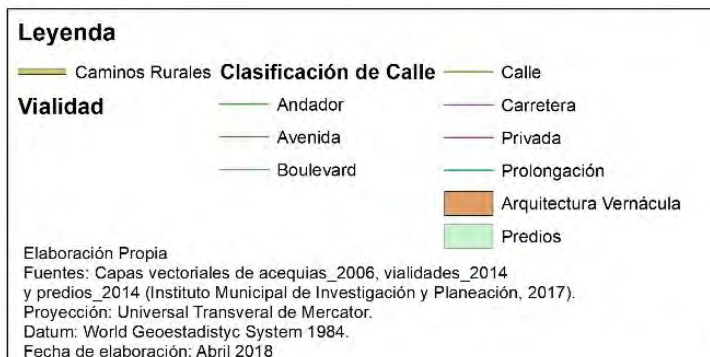 Leyenda
Caminos Rurales
Vialidad
Clasificación de Calle
Andador
Avenida
Boulevard
Calle
Carretera
Privada
Prolongación
Arquitectura Vernácula
Predios
Elaboración Propia
Fuentes: Capas vectoriales de acequias_2006, vialidades_2014
y predios_2014 (Instituto Municipal de Investigación y Planeación, 2017).
Proyección: Universal Transveral de Mercator.
Datum: World Geoestadistyc System 1984.
Fecha de elaboración: Abril 2018